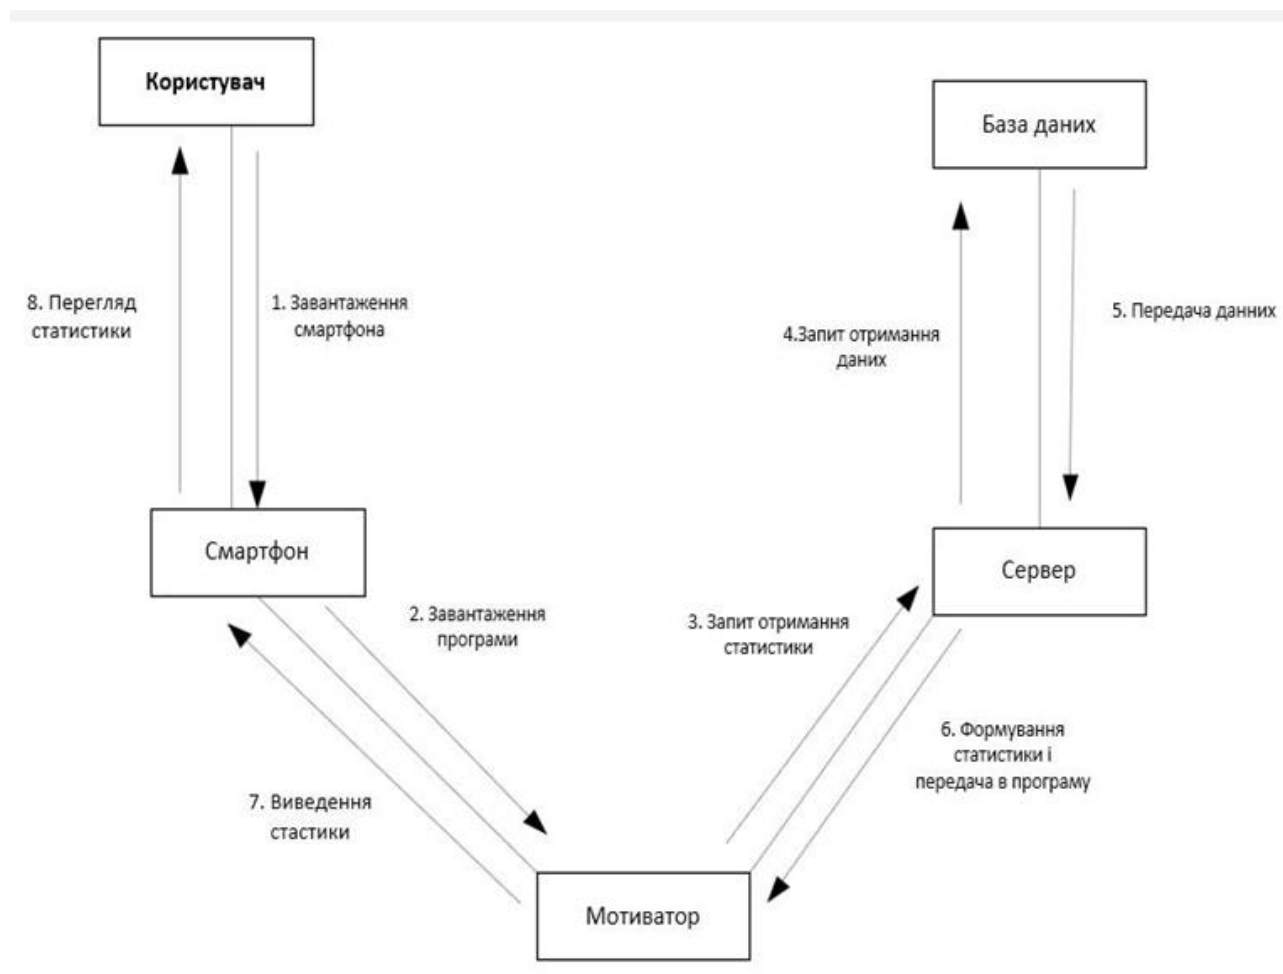 Користувач
База даних
8. Перегляд
статистики
1. Завантаження
смартфона
4.Запит отримання
даних
5. Передача данних
Смартфон
Сервер
2. Завантаження
програми
3. Запит отримання
статистики
6. Формування
статистики і
передача в програму
7. Виведення
стастики
Мотиватор